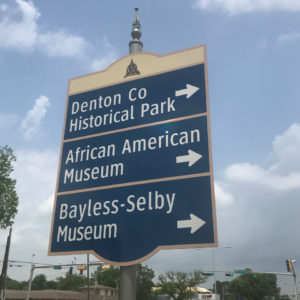 Denton Co
Historical Park
African American
Museum
Bayless-Selby
Museum